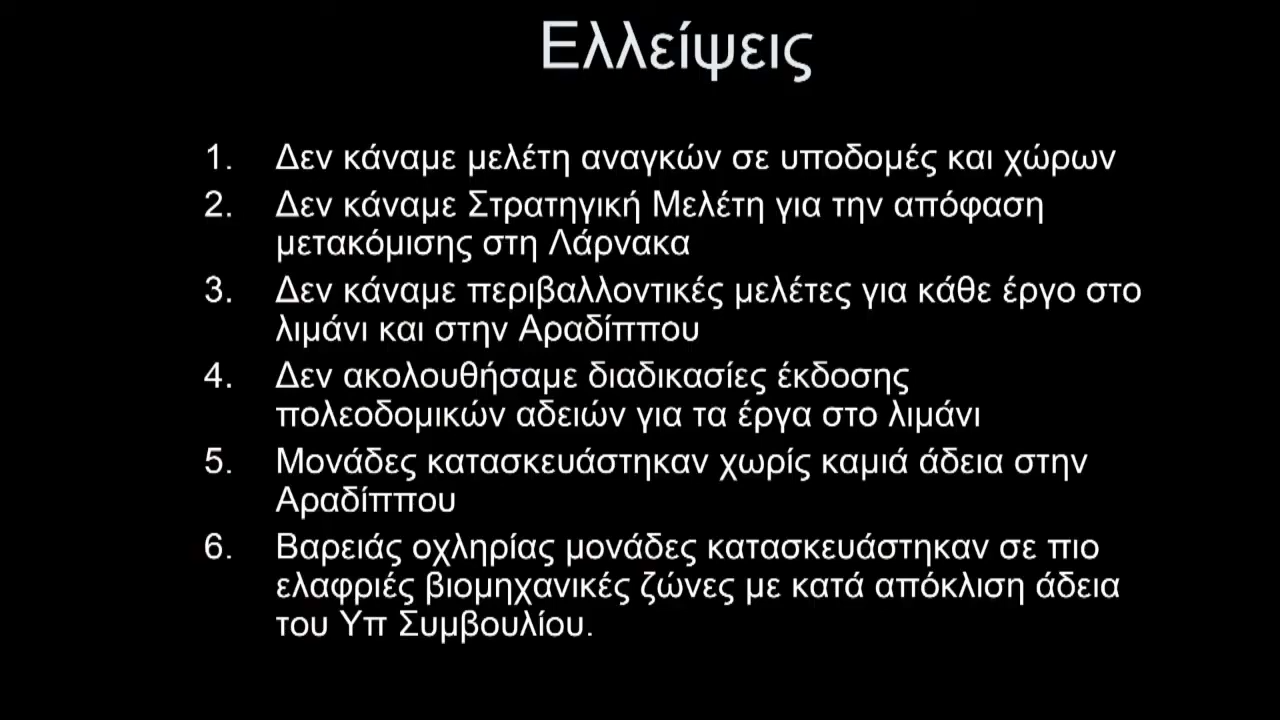 Ελλείψεις
1. Δεν κάναμε μελέτη αναγκών σε υποδομές και χώρων
2. Δεν κάναμε Στρατηγική Μελέτη για την απόφαση
μετακόμισης στη Λάρνακα
3. Δεν κάναμε περιβαλλοντικές μελέτες για κάθε έργο στο
λιμάνι και στην Αραδίππου
4. Δεν ακολουθήσαμε διαδικασίες έκδοσης
πολεοδομικών αδειών για τα έργα στο λιμάνι
5. Μονάδες κατασκευάστηκαν χωρίς καμιά άδεια στην
Αραδίππου
6. Βαρειάς οχληρίας μονάδες κατασκευάστηκαν σε πιο
ελαφριές βιομηχανικές ζώνες με κατά απόκλιση άδεια
του Υπ Συμβουλίου.